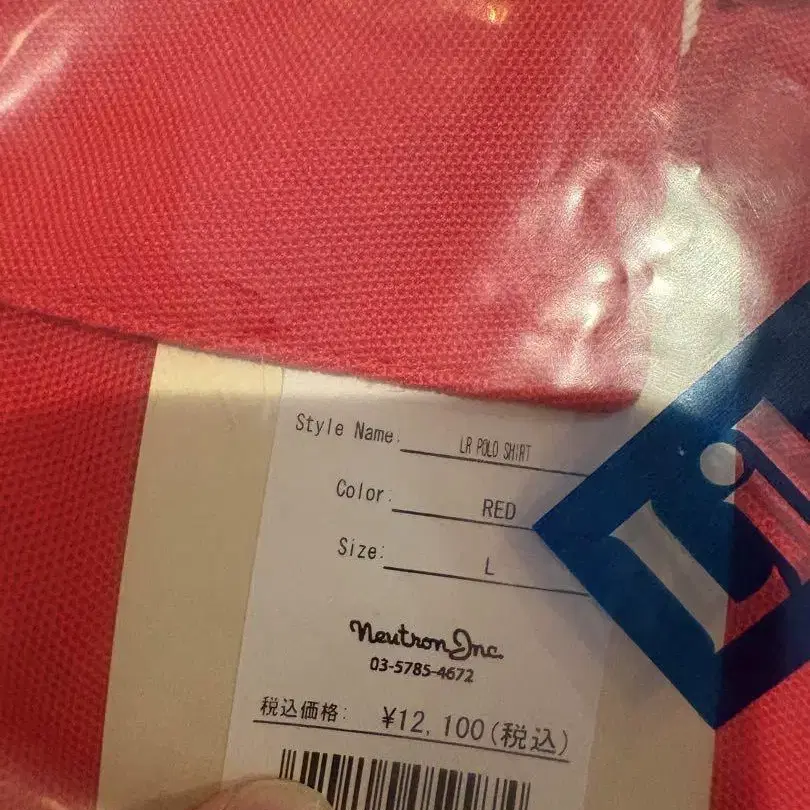 Style Name: LR POLO SHIRT
Color: RED
Size: L
Neutron Inc.
03-5785-4672
税込価格: ¥12,100(税込)